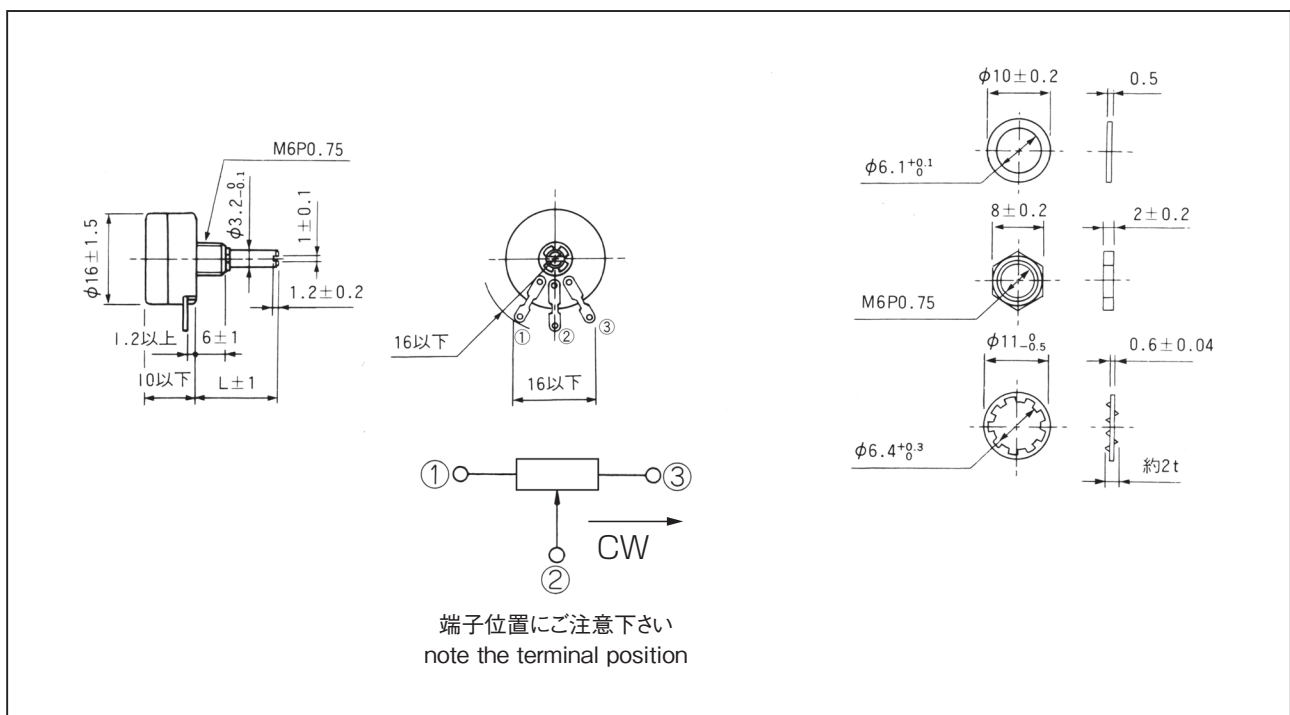 M6P0.75
φ16±1.5
φ3.2 0 -0.1
1±0.1
1.2±0.2
1.2以上
6±1
10以下
L±1
16以下
① ② ③
16以下
① ③
②
CW
端子位置にご注意下さい
note the terminal position
φ10±0.2
0.5
φ6.1 +0.1 0
8±0.2
2±0.2
M6P0.75
φ11 0 -0.5
0.6±0.04
φ6.4 +0.3 0
約2t